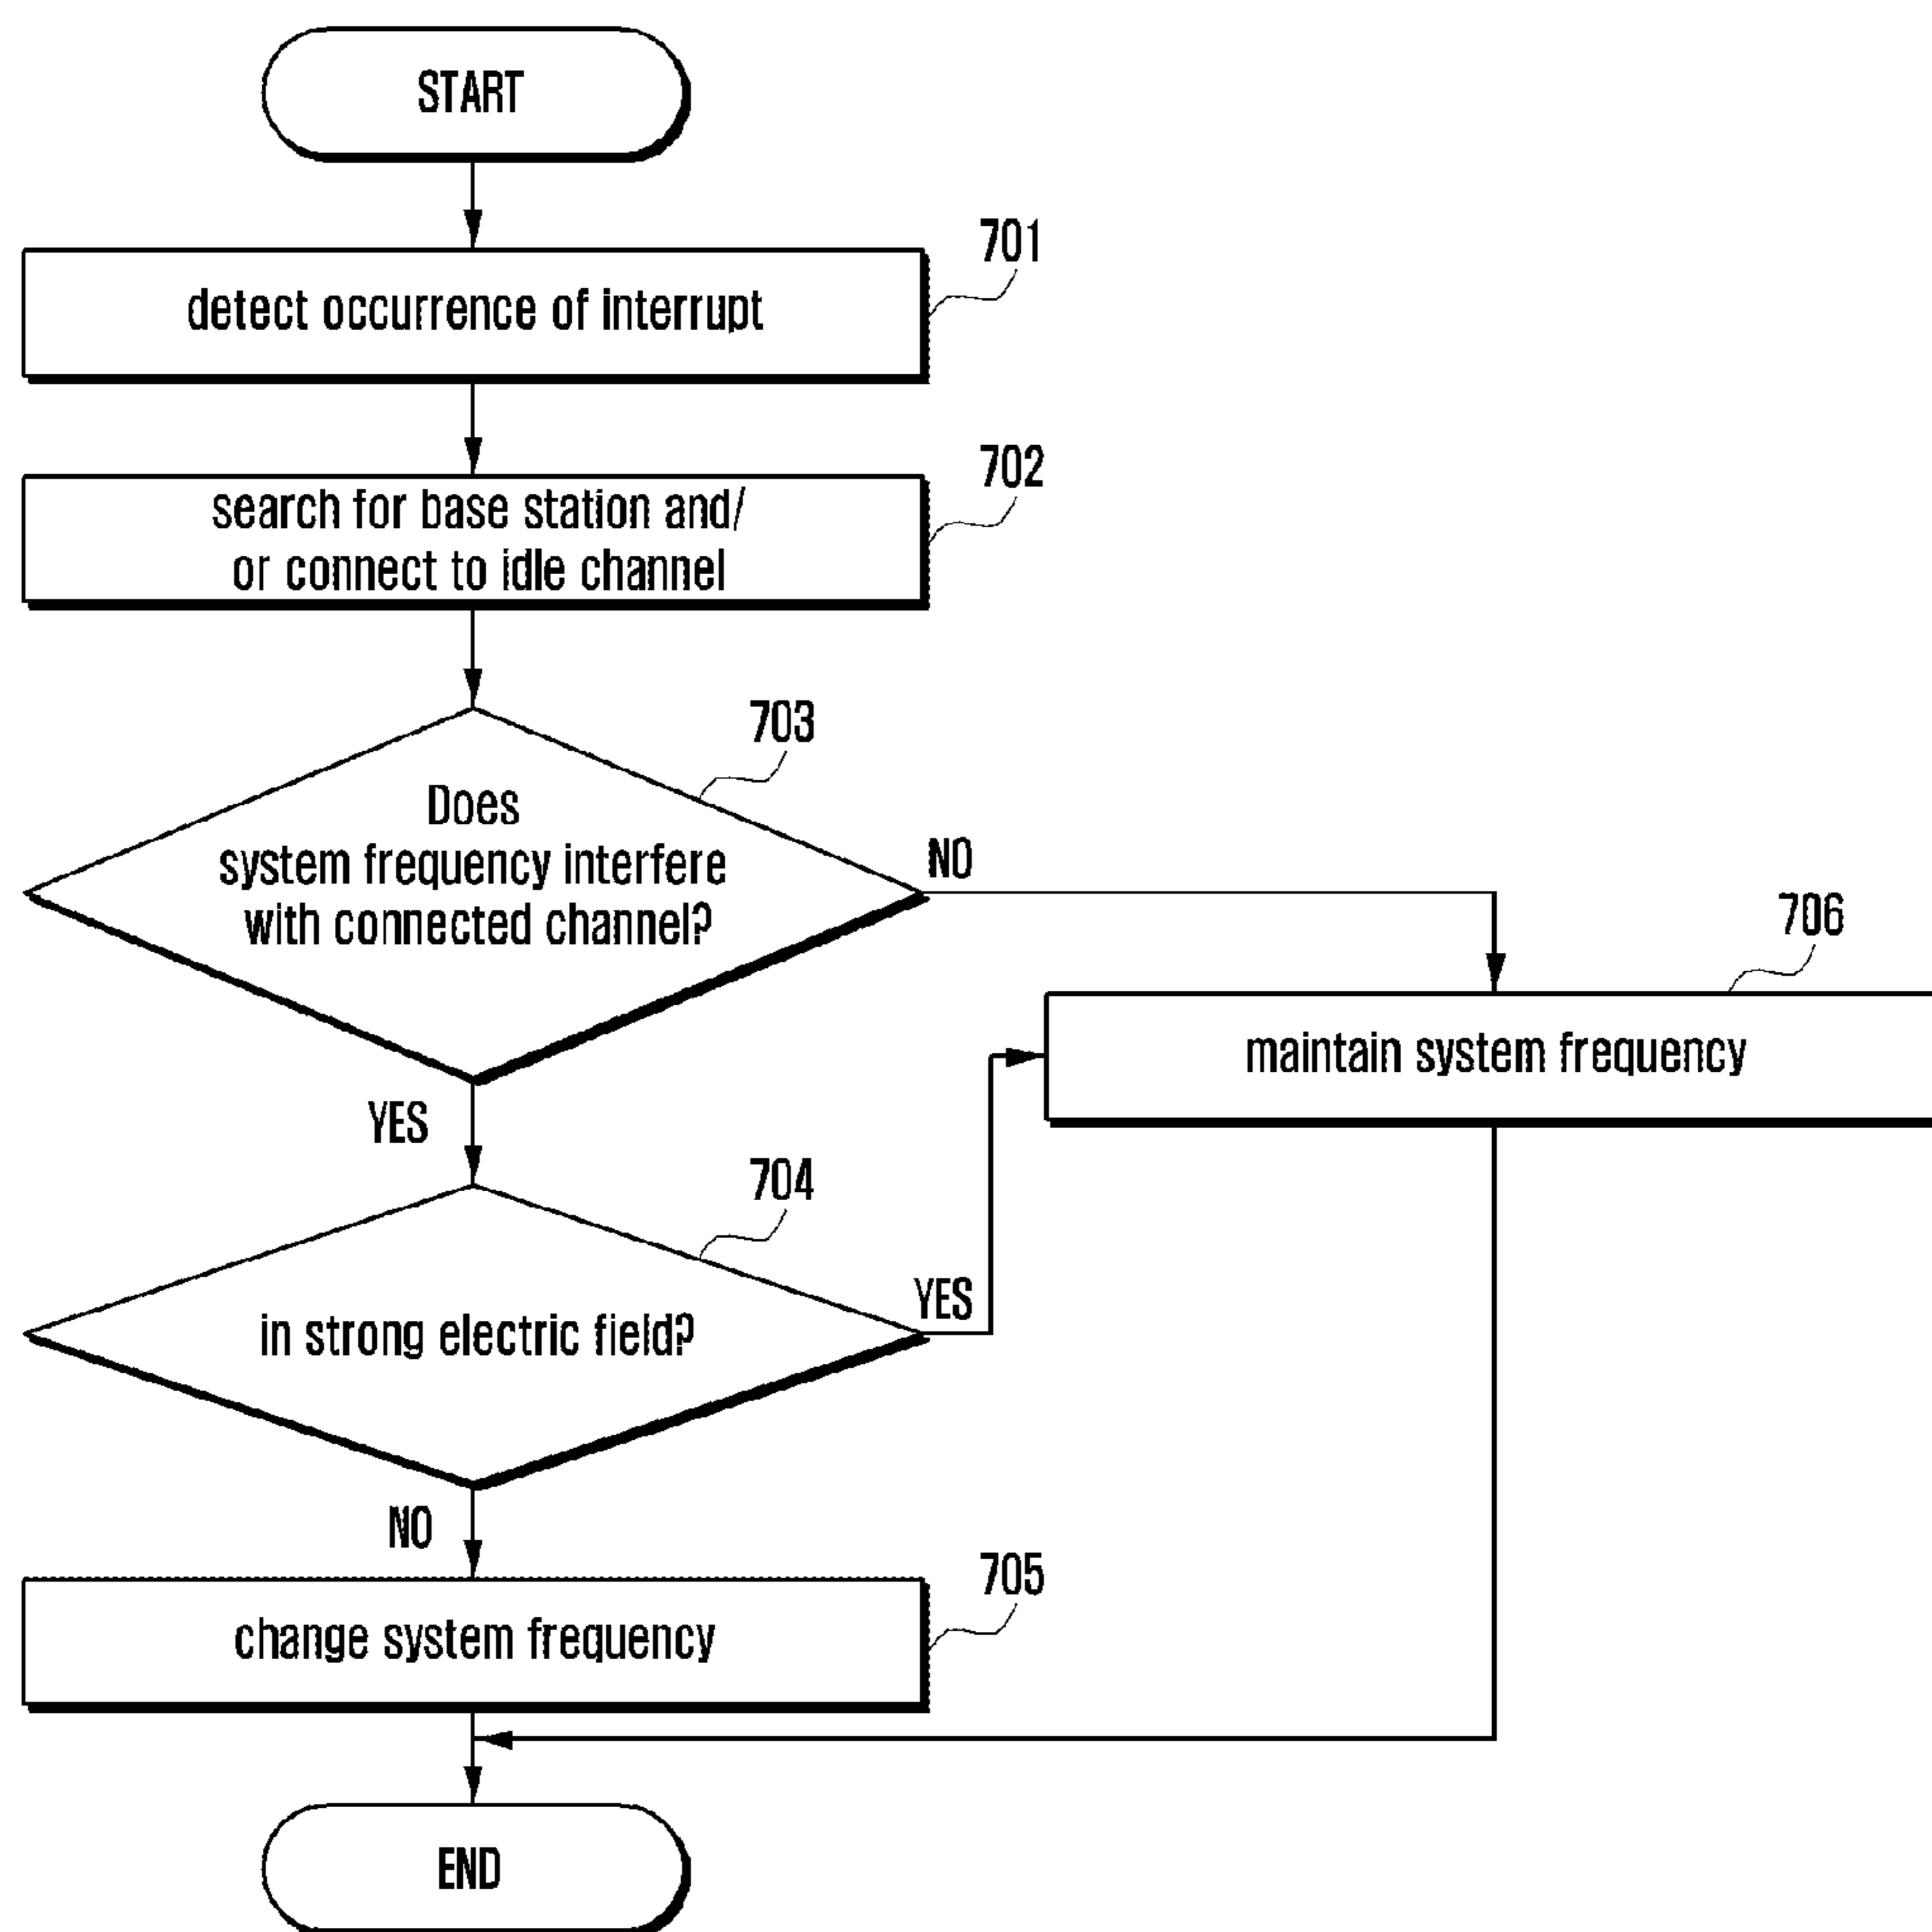 START
701
detect occurrence of interrupt
702
search for base station and/
or connect to idle channel
703
Does
system frequency interfere
with connected channel?
NO
706
maintain system frequency
YES
704
in strong electric field?
YES
NO
705
change system frequency
END